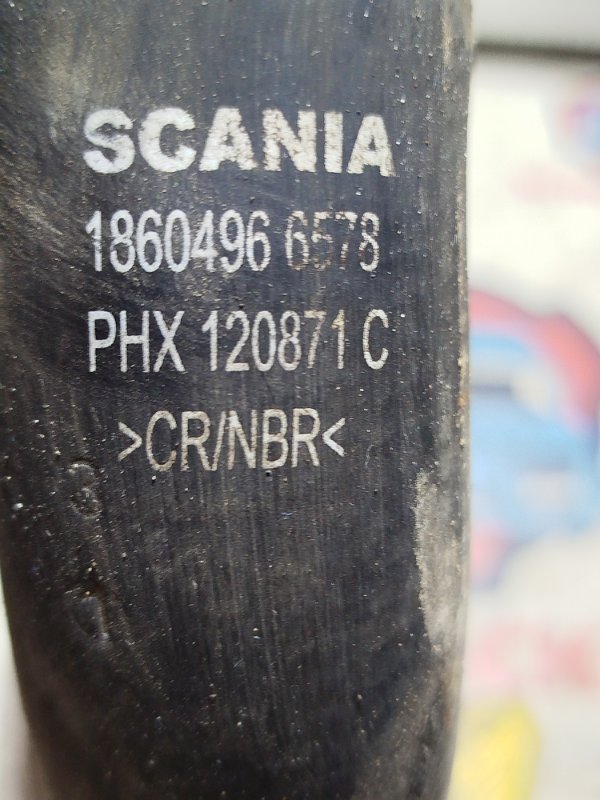 SCANIA
1860496 6578
PHX 120871 C
>CR/NBR<